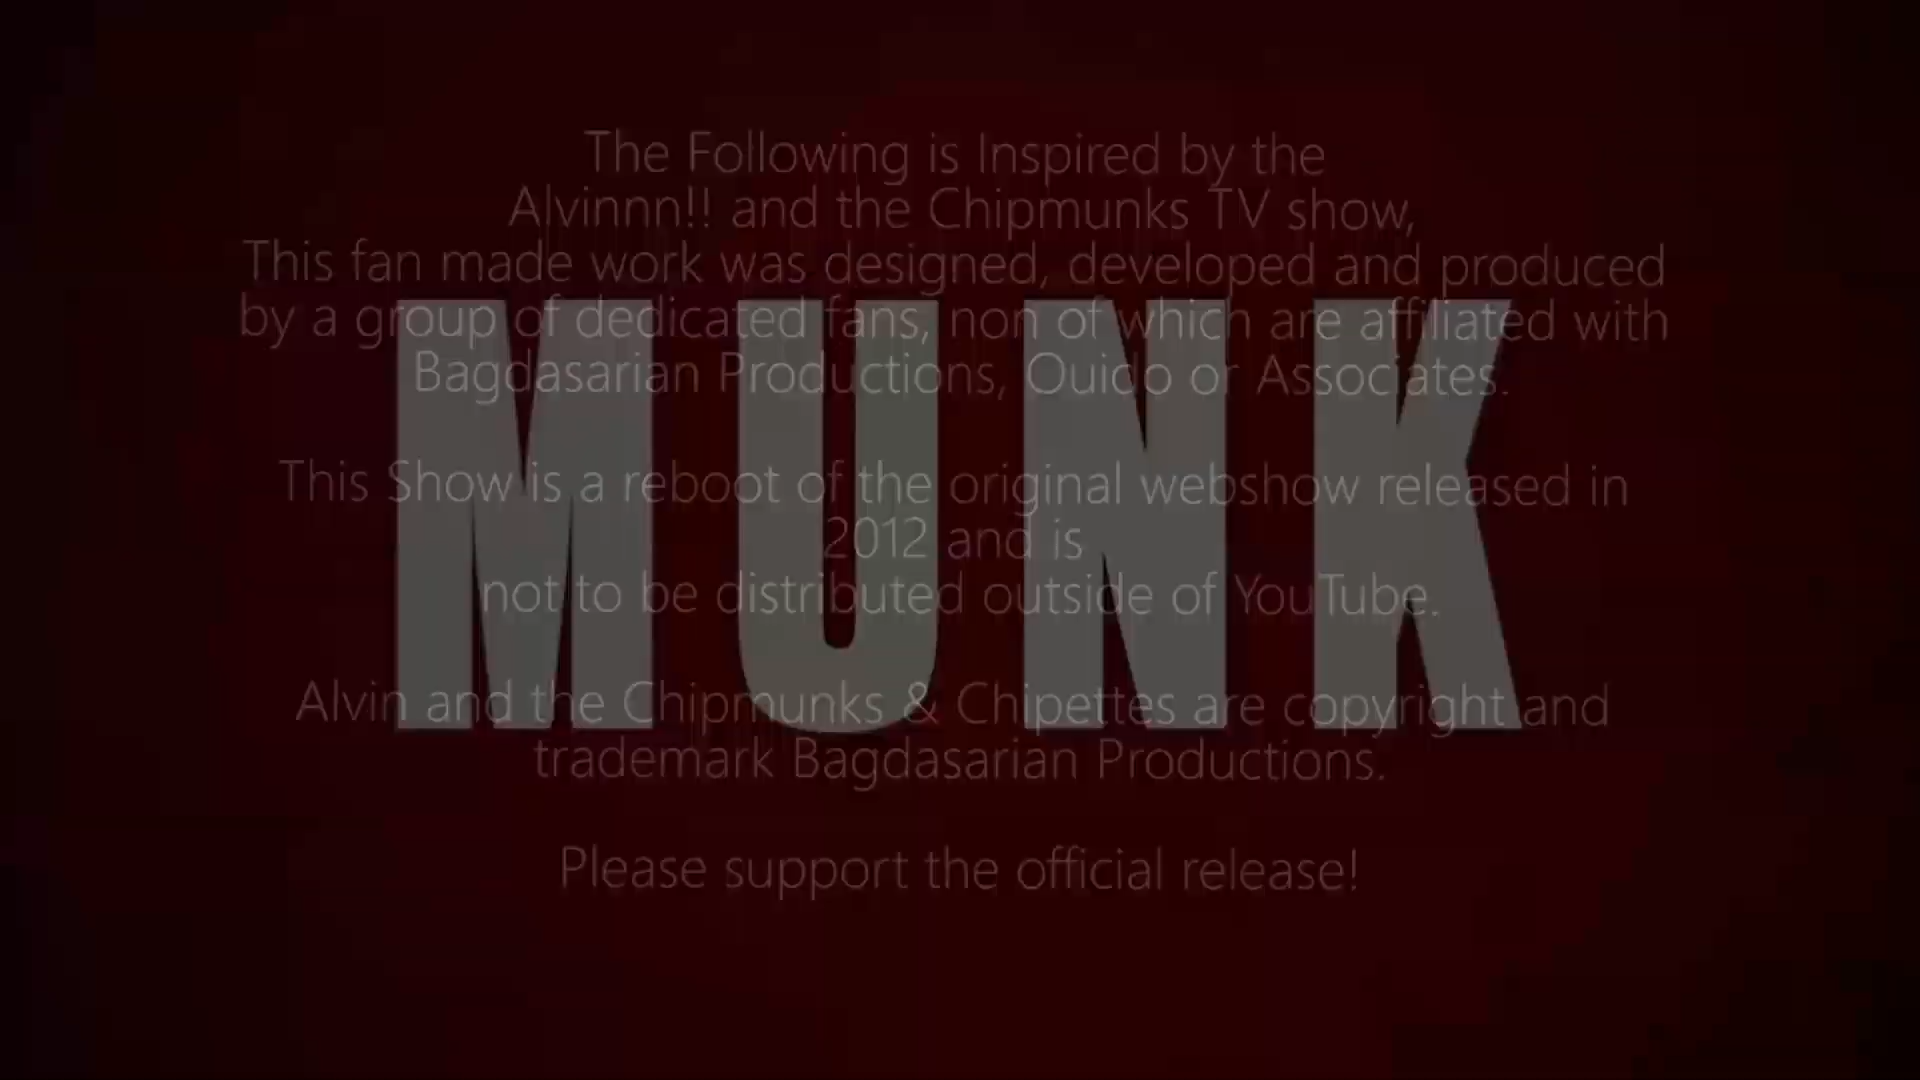 The Following is Inspired by the
Alvinnn!! and the Chipmunks TV show,
This fan made work was designed, developed and produced
by a group of dedicated fans, non of which are affiliated with
Bagdasarian Productions, Ouido or Associates.
This Show is a reboot of the original webshow released in
2012 and is
not to be distributed outside of YouTube.
Alvin and the Chipmunks & Chipettes are copyright and
trademark Bagdasarian Productions.
Please support the official release!
MUNK